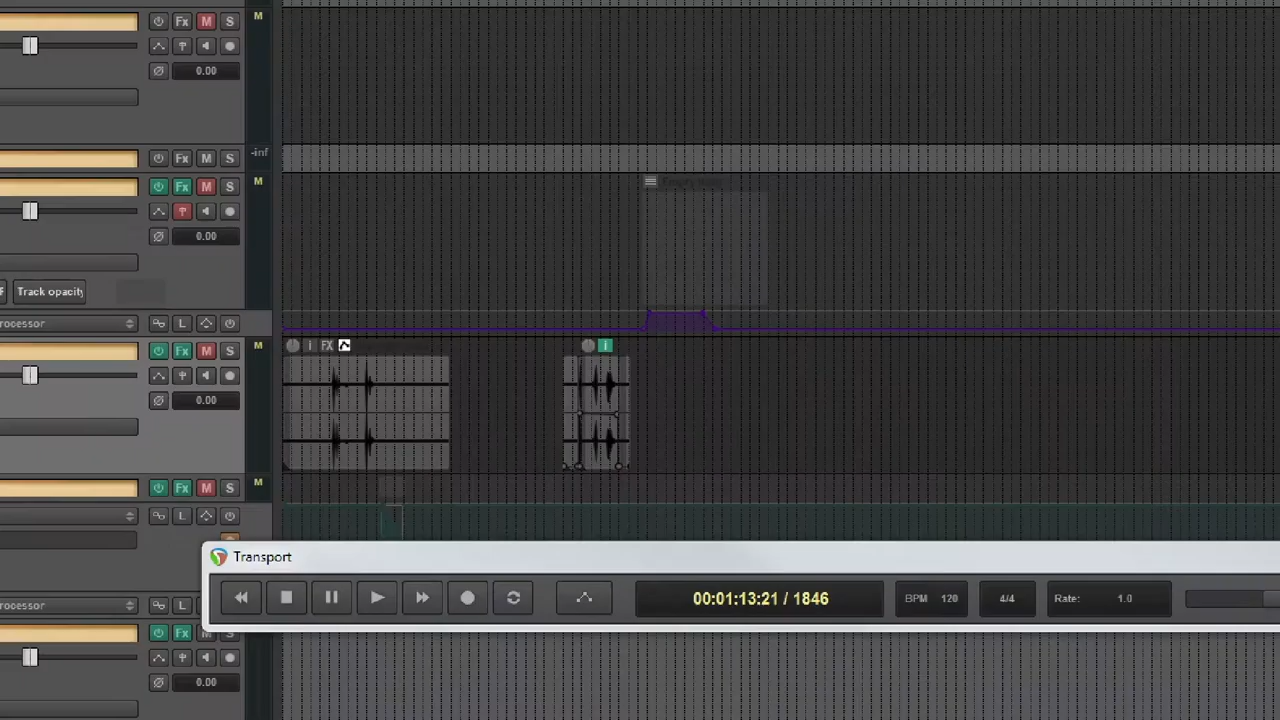 Fx M S M
0.00
Fx M S -inf
Fx M S M
0.00
Track opacity
rocessor L
Fx M S M i FX i
0.00
Fx M S M
L
Transport
00:01:13:21 / 1846 BPM 120 4/4 Rate: 1.0
rocessor L
Fx M S
0.00